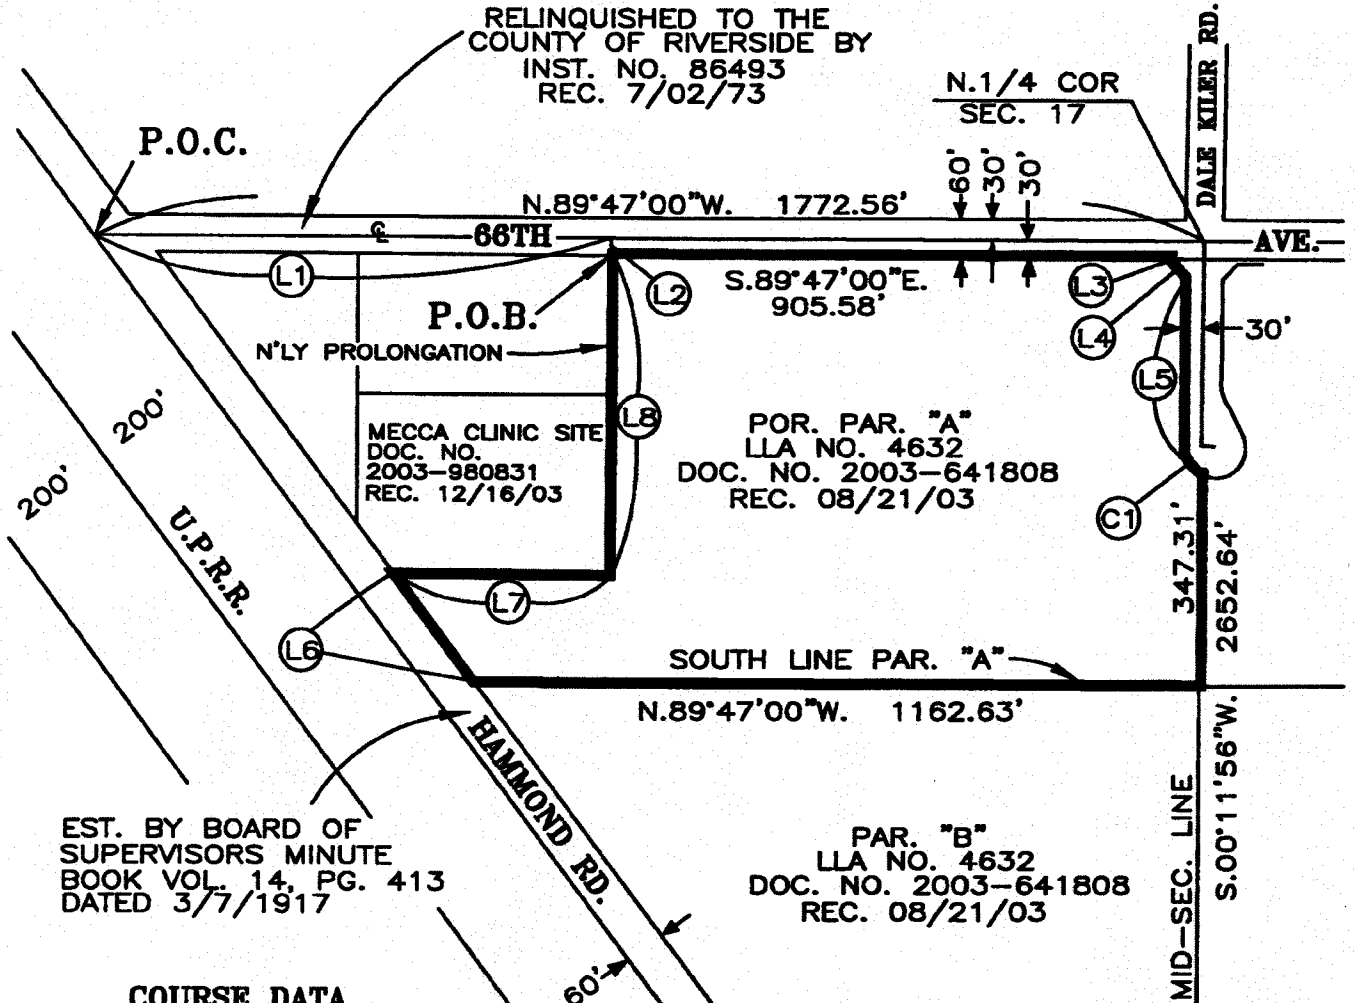 RELINQUISHED TO THE
COUNTY OF RIVERSIDE BY
INST. NO. 86493
REC. 7/02/73
N.1/4 COR
SEC. 17
DALE KILER RD.
P.O.C.
60'
30'
30'
N.89°47'00"W. 1772.56'
℄
66TH
AVE.
L1
L2
S.89°47'00"E.
905.58'
L3
P.O.B.
L4
30'
N'LY PROLONGATION
L5
200'
200'
U.P.R.R.
MECCA CLINIC SITE
DOC. NO.
2003-980831
REC. 12/16/03
L8
POR. PAR. "A"
LLA NO. 4632
DOC. NO. 2003-641808
REC. 08/21/03
C1
347.31'
2652.64'
L7
L6
SOUTH LINE PAR. "A"
N.89°47'00"W. 1162.63'
HAMMOND RD.
S.00°11'56"W.
MID-SEC. LINE
EST. BY BOARD OF
SUPERVISORS MINUTE
BOOK VOL. 14, PG. 413
DATED 3/7/1917
PAR. "B"
LLA NO. 4632
DOC. NO. 2003-641808
REC. 08/21/03
60'
COURSE DATA